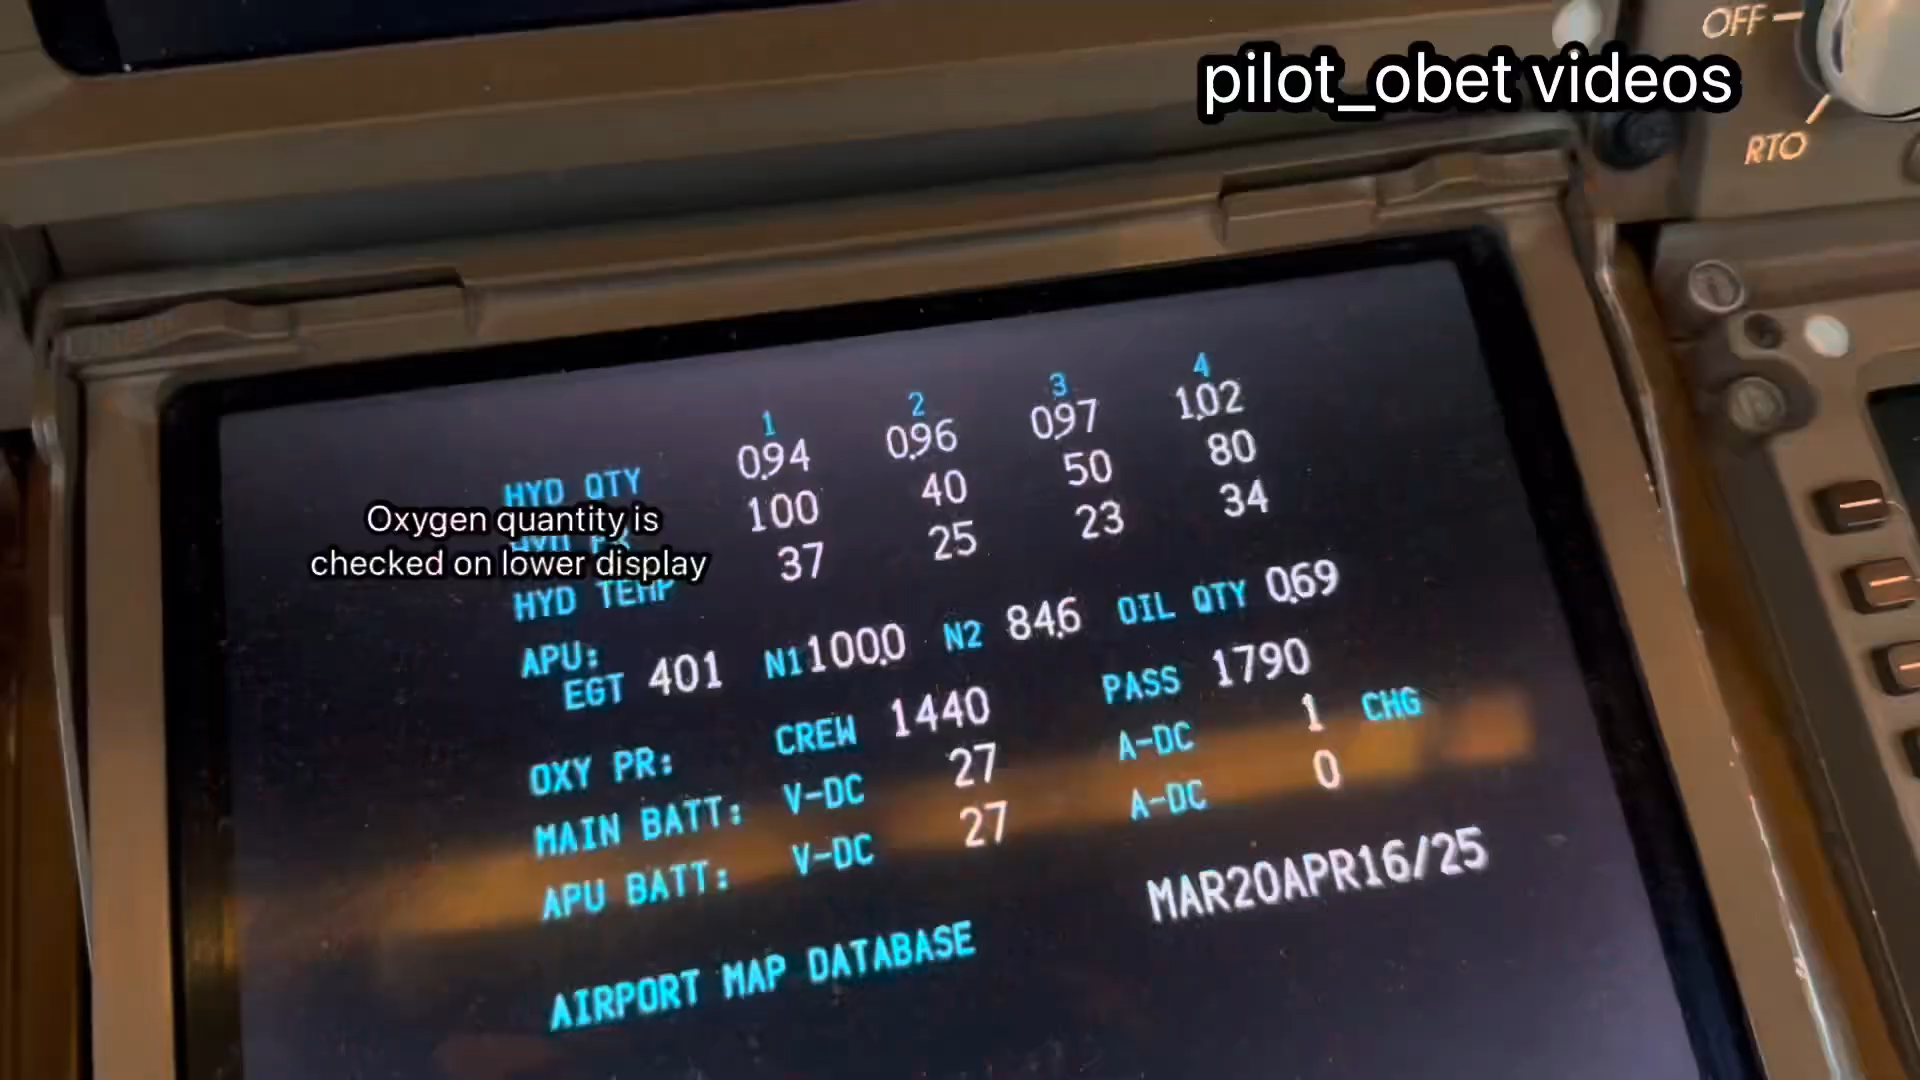 OFF
pilot_obet videos
RTO
1 2 3 4
HYD QTY 0.94 0.96 0.97 1.02
HYD PR 100 40 50 80
HYD TEMP 37 25 23 34
Oxygen quantity is
checked on lower display
APU:
EGT 401 N1 100.0 N2 84.6 OIL QTY 0.69
OXY PR: CREW 1440 PASS 1790
MAIN BATT: V-DC 27 A-DC 1 CHG
APU BATT: V-DC 27 A-DC 0
AIRPORT MAP DATABASE MAR20APR16/25